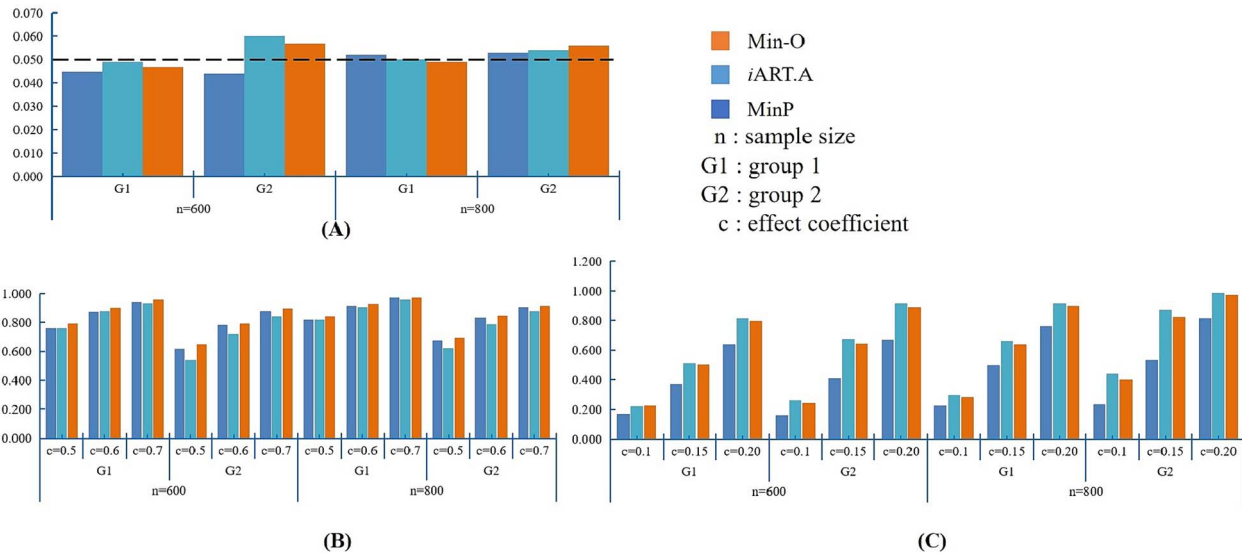 0.070
0.060
0.050
0.040
0.030
0.020
0.010
0.000
G1 G2 G1 G2
n=600 n=800
(A)
Min-O
iART.A
MinP
n : sample size
G1 : group 1
G2 : group 2
c : effect coefficient
1.000
0.800
0.600
0.400
0.200
0.000
c=0.5 c=0.6 c=0.7 c=0.5 c=0.6 c=0.7 c=0.5 c=0.6 c=0.7 c=0.5 c=0.6 c=0.7
G1 G2 G1 G2
n=600 n=800
(B)
1.200
1.000
0.800
0.600
0.400
0.200
0.000
c=0.1 c=0.15 c=0.20 c=0.1 c=0.15 c=0.20 c=0.1 c=0.15 c=0.20 c=0.1 c=0.15 c=0.20
G1 G2 G1 G2
n=600 n=800
(C)